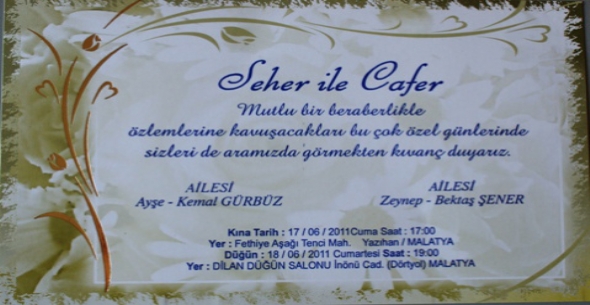 Seher ile Cafer
Mutlu bir beraberlikle
özlemlerine kavuşacakları bu çok özel günlerinde
sizleri de aramızda görmekten kıvanç duyarız.
AİLESİ
Ayşe - Kemal GÜRBÜZ
AİLESİ
Zeynep - Bektaş ŞENER
Kına Tarih : 17 / 06 / 2011Cuma Saat : 17:00
Yer : Fethiye Aşağı Tenci Mah. Yazıhan / MALATYA
Düğün : 18 / 06 / 2011 Cumartesi Saat : 19:00
Yer : DİLAN DÜĞÜN SALONU İnönü Cad. (Dörtyol) MALATYA